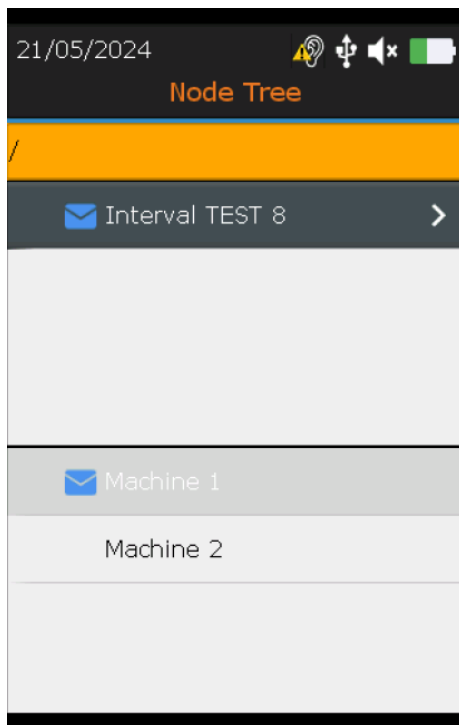 21/05/2024
Node Tree
/
Interval TEST 8
Machine 1
Machine 2